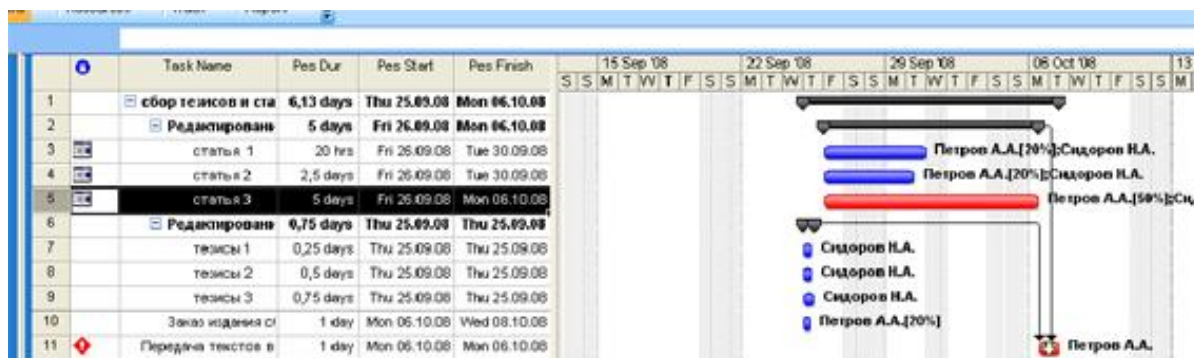 Task Name Pes Dur Pes Start Pes Finish 15 Sep '08 22 Sep '08 29 Sep '08 06 Oct '08 13
S S M T W T F S S M T W T F S S M T W T F S S M T W T F S S M
1 сбор тезисов и ста 6,13 days Thu 25.09.08 Mon 06.10.08
2 Редактировани 5 days Fri 26.09.08 Mon 06.10.08
3 статья 1 20 hrs Fri 26.09.08 Tue 30.09.08 Петров А.А.[20%];Сидоров Н.А.
4 статья 2 2,5 days Fri 26.09.08 Tue 30.09.08 Петров А.А.[20%];Сидоров Н.А.
5 статья 3 5 days Fri 26.09.08 Mon 06.10.08 Петров А.А.[50%];Сид
6 Редактировани 0,75 days Thu 25.09.08 Thu 25.09.08
7 тезисы 1 0,25 days Thu 25.09.08 Thu 25.09.08 Сидоров Н.А.
8 тезисы 2 0,5 days Thu 25.09.08 Thu 25.09.08 Сидоров Н.А.
9 тезисы 3 0,75 days Thu 25.09.08 Thu 25.09.08 Сидоров Н.А.
10 Заказ издания с 1 day Mon 06.10.08 Wed 08.10.08 Петров А.А.[20%]
11 Передача текстов в 1 day Mon 06.10.08 Mon 06.10.08 Петров А.А.